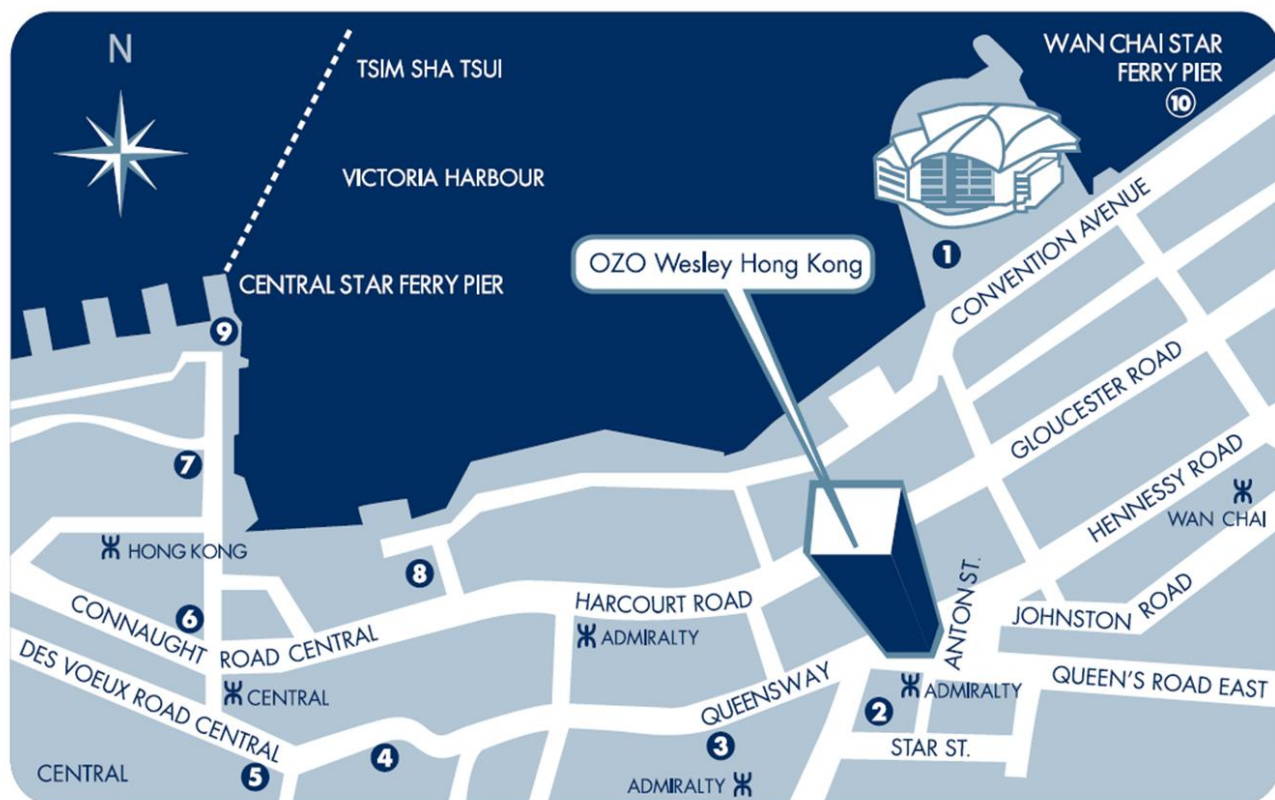 N
TSIM SHA TSUI
WAN CHAI STAR
FERRY PIER
10
VICTORIA HARBOUR
OZO Wesley Hong Kong
1
CONVENTION AVENUE
CENTRAL STAR FERRY PIER
9
GLOUCESTER ROAD
7
HENNESSY ROAD
WAN CHAI
HONG KONG
8
6
CONNAUGHT ROAD CENTRAL
HARCOURT ROAD
ADMIRALTY
ANTON ST.
JOHNSTON ROAD
DES VOEUX ROAD CENTRAL
CENTRAL
QUEENSWAY
ADMIRALTY
QUEEN'S ROAD EAST
2
3
STAR ST.
4
5
CENTRAL
ADMIRALTY